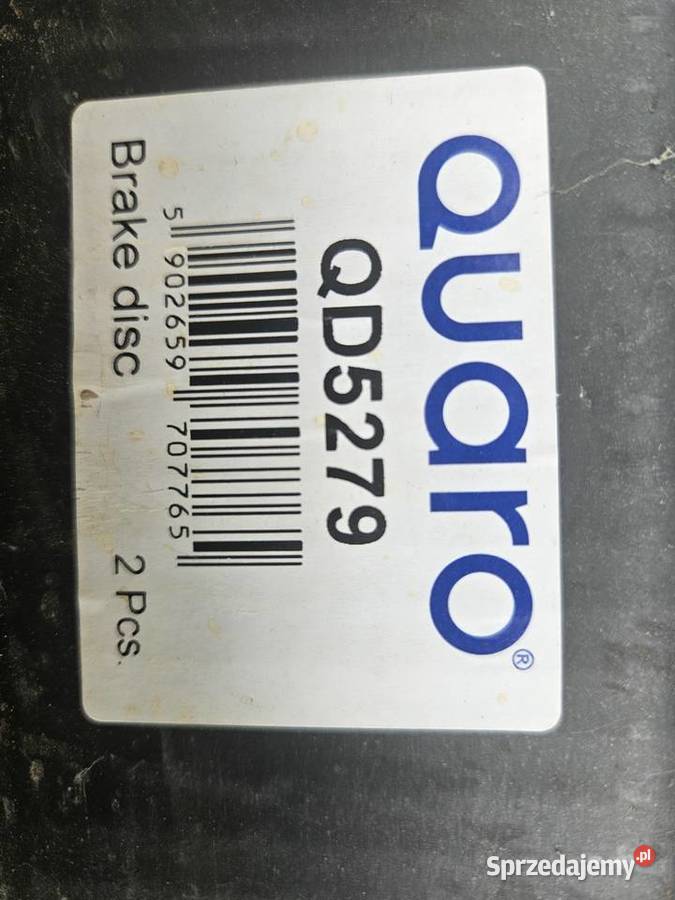 Quaro®
QD5279
5 902659 707765
Brake disc 2 Pcs.
Sprzedajemy.pl